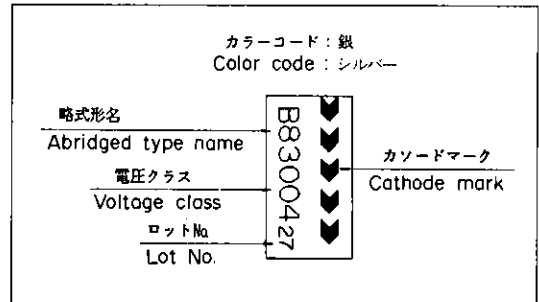 カラーコード：銀
Color code : シルバー
略式形名
Abridged type name
電圧クラス
Voltage class
ロットNo.
Lot No.
B83004 27
カソードマーク
Cathode mark